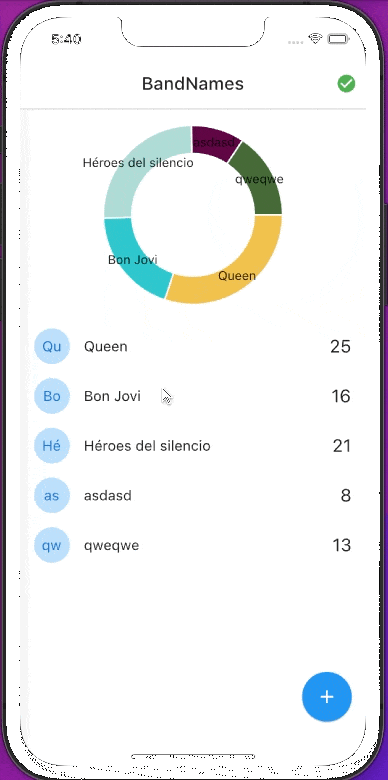 5:40
BandNames
asdasd
Héroes del silencio
qweqwe
Bon Jovi
Queen
Qu Queen 25
Bo Bon Jovi 16
Hé Héroes del silencio 21
as asdasd 8
qw qweqwe 13
+